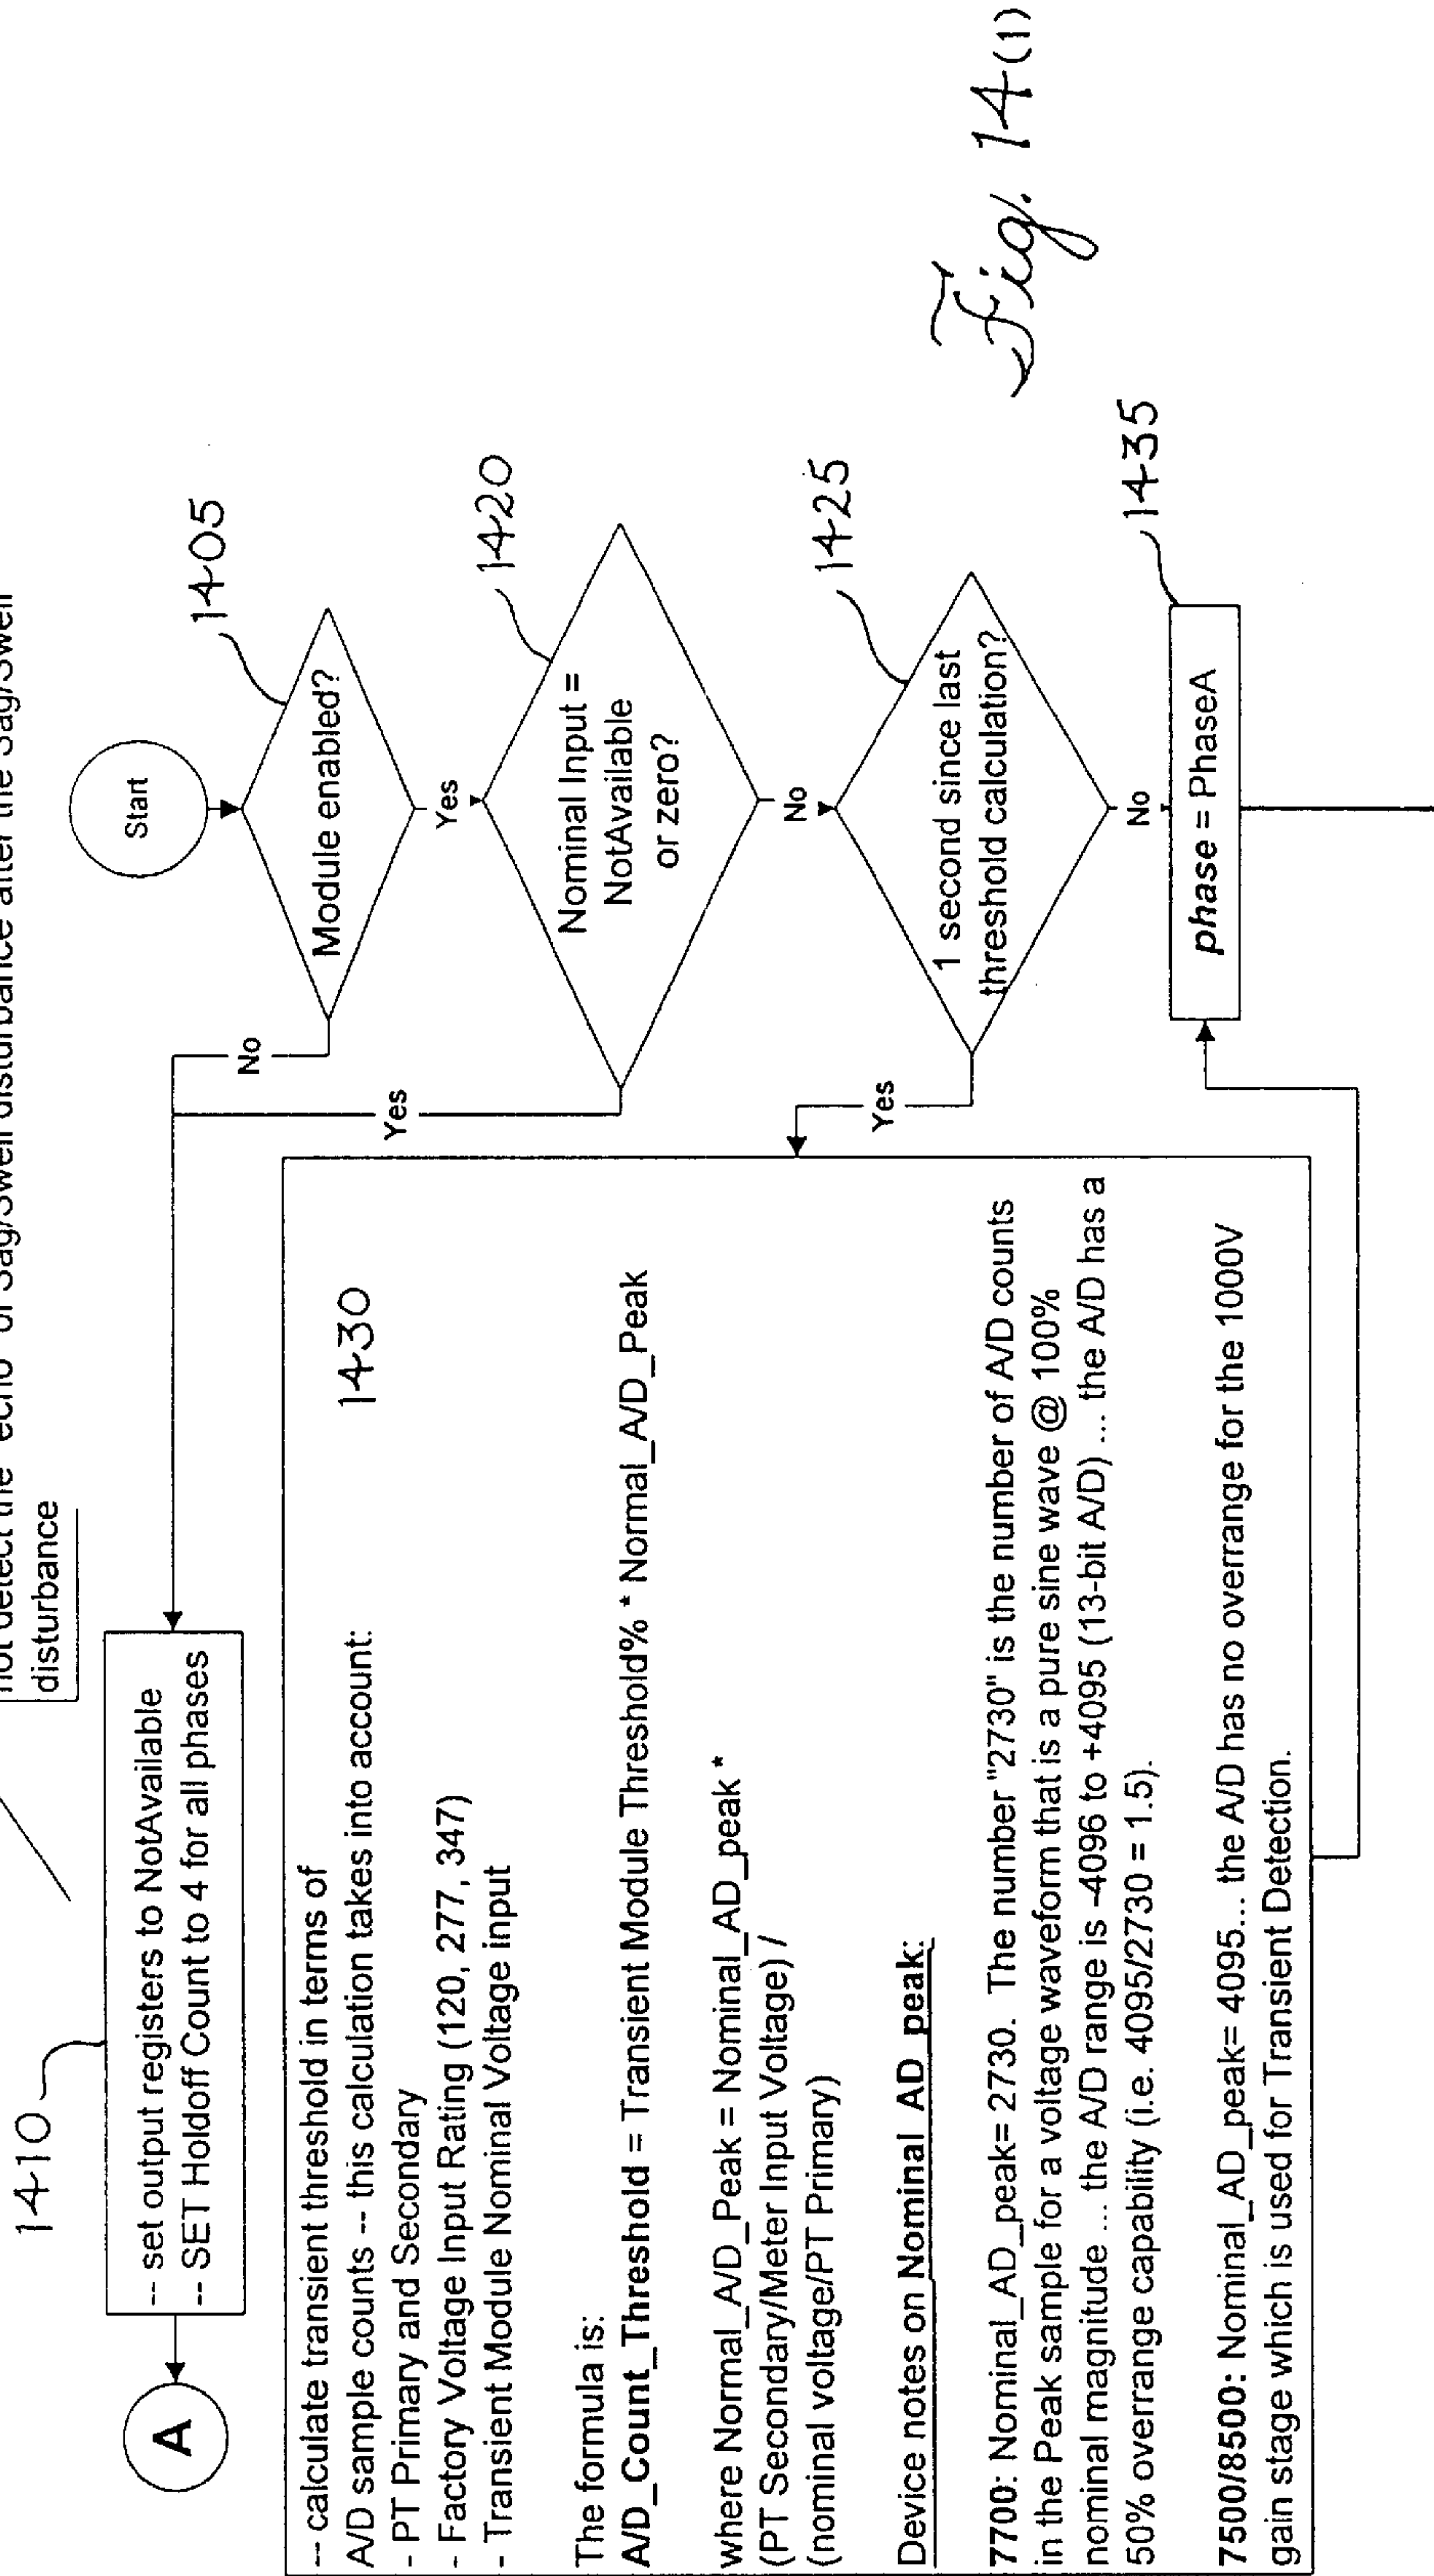 not detect the "echo" of Sag/Swell disturbance after the Sag/Swell
disturbance
1410
-- set output registers to NotAvailable
-- SET Holdoff Count to 4 for all phases
A
Start
1405
Module enabled?
No
Yes
1420
Nominal Input =
NotAvailable
or zero?
Yes
No
1425
1 second since last
threshold calculation?
Yes
No
1435
phase = PhaseA
1430
-- calculate transient threshold in terms of
A/D sample counts -- this calculation takes into account:
- PT Primary and Secondary
- Factory Voltage Input Rating (120, 277, 347)
- Transient Module Nominal Voltage input
The formula is:
A/D_Count_Threshold = Transient Module Threshold% * Normal_A/D_Peak
where Normal_A/D_Peak = Nominal_AD_peak *
(PT Secondary/Meter Input Voltage) /
(nominal voltage/PT Primary)
Device notes on Nominal_AD_peak:
7700: Nominal_AD_peak= 2730. The number "2730" is the number of A/D counts
in the Peak sample for a voltage waveform that is a pure sine wave @ 100%
nominal magnitude ... the A/D range is -4096 to +4095 (13-bit A/D) ... the A/D has a
50% overrange capability (i.e. 4095/2730 = 1.5).
7500/8500: Nominal_AD_peak= 4095... the A/D has no overrange for the 1000V
gain stage which is used for Transient Detection.
Fig. 14(1)